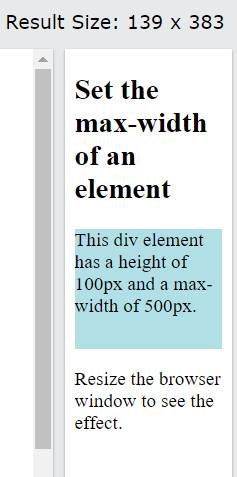 Result Size: 139 x 383
Set the
max-width
of an
element
This div element
has a height of
100px and a max-
width of 500px.
Resize the browser
window to see the
effect.